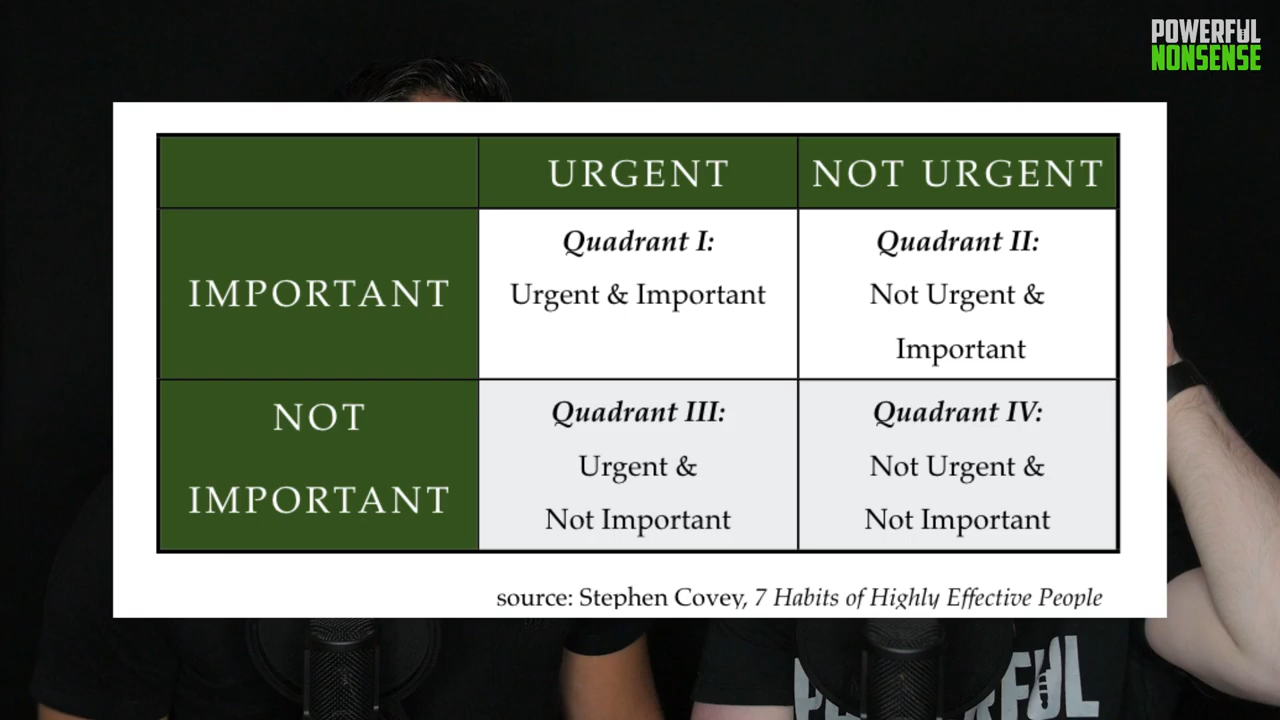 POWERFUL
NONSENSE
URGENT
NOT URGENT
IMPORTANT
Quadrant I:
Urgent & Important
Quadrant II:
Not Urgent &
Important
NOT
IMPORTANT
Quadrant III:
Urgent &
Not Important
Quadrant IV:
Not Urgent &
Not Important
source: Stephen Covey, 7 Habits of Highly Effective People